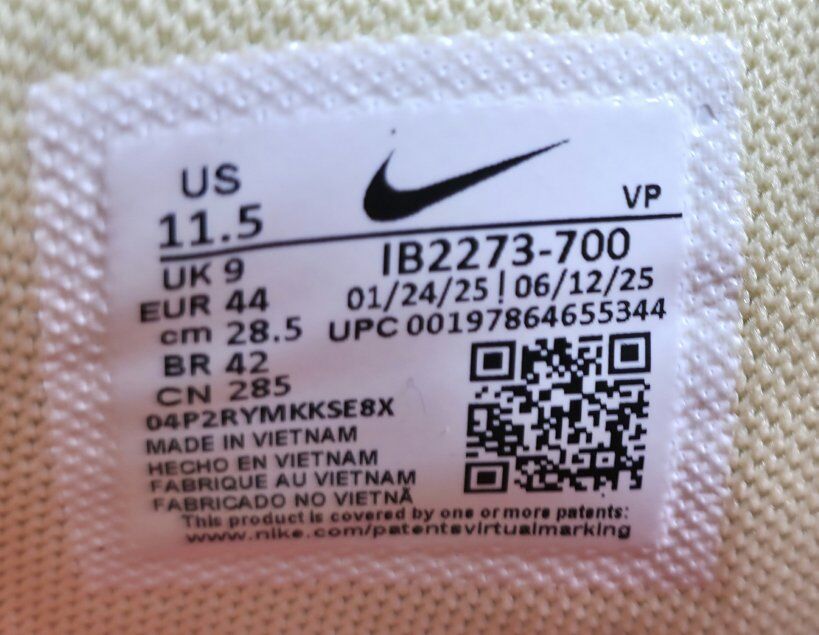 US
11.5
VP
UK 9
IB2273-700
EUR 44
01/24/25 | 06/12/25
cm 28.5
UPC 00197864655344
BR 42
CN 285
04P2RYMKKSE8X
MADE IN VIETNAM
HECHO EN VIETNAM
FABRIQUE AU VIETNAM
FABRICADO NO VIETNÃ
This product is covered by one or more patents:
www.nike.com/patentsvirtualmarking